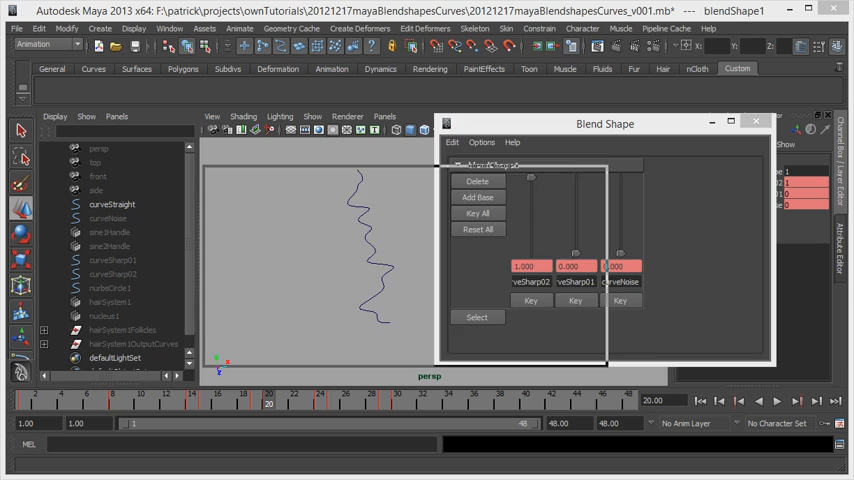 Autodesk Maya 2013 x64: F:\patrick\projects\ownTutorials\20121217mayaBlendshapesCurves\20121217mayaBlendshapesCurves_v001.mb* --- blendShape1
File Edit Modify Create Display Window Assets Animate Geometry Cache Create Deformers Edit Deformers Skeleton Skin Constrain Character Muscle Pipeline Cache
Animation X: Y: Z:
General Curves Surfaces Polygons Subdivs Deformation Animation Dynamics Rendering PaintEffects Toon Muscle Fluids Fur Hair nCloth Custom
Display Show Panels
View Shading Lighting Show Renderer Panels
Blend Shape
Edit Options Help
Show
persp
top
front
side
curveStraight
curveNoise
sine1Handle
sine2Handle
curveSharp01
curveSharp02
nurbsCircle1
hairSystem1
nucleus1
hairSystem1Follicles
hairSystem1OutputCurves
defaultLightSet
Delete
Add Base
Key All
Reset All
1.000 0.000
rveSharp02 veSharp01 curveNoise
Key Key Key
Select
1
1
0
0
Channel Box / Layer Editor
Attribute Editor
persp
2 4 6 8 10 12 14 16 18 20 22 24 26 28 30 32 34 36 38 40 42 44 46 48
20
20.00
1.00 1.00 1 48 48.00 48.00 No Anim Layer No Character Set
MEL